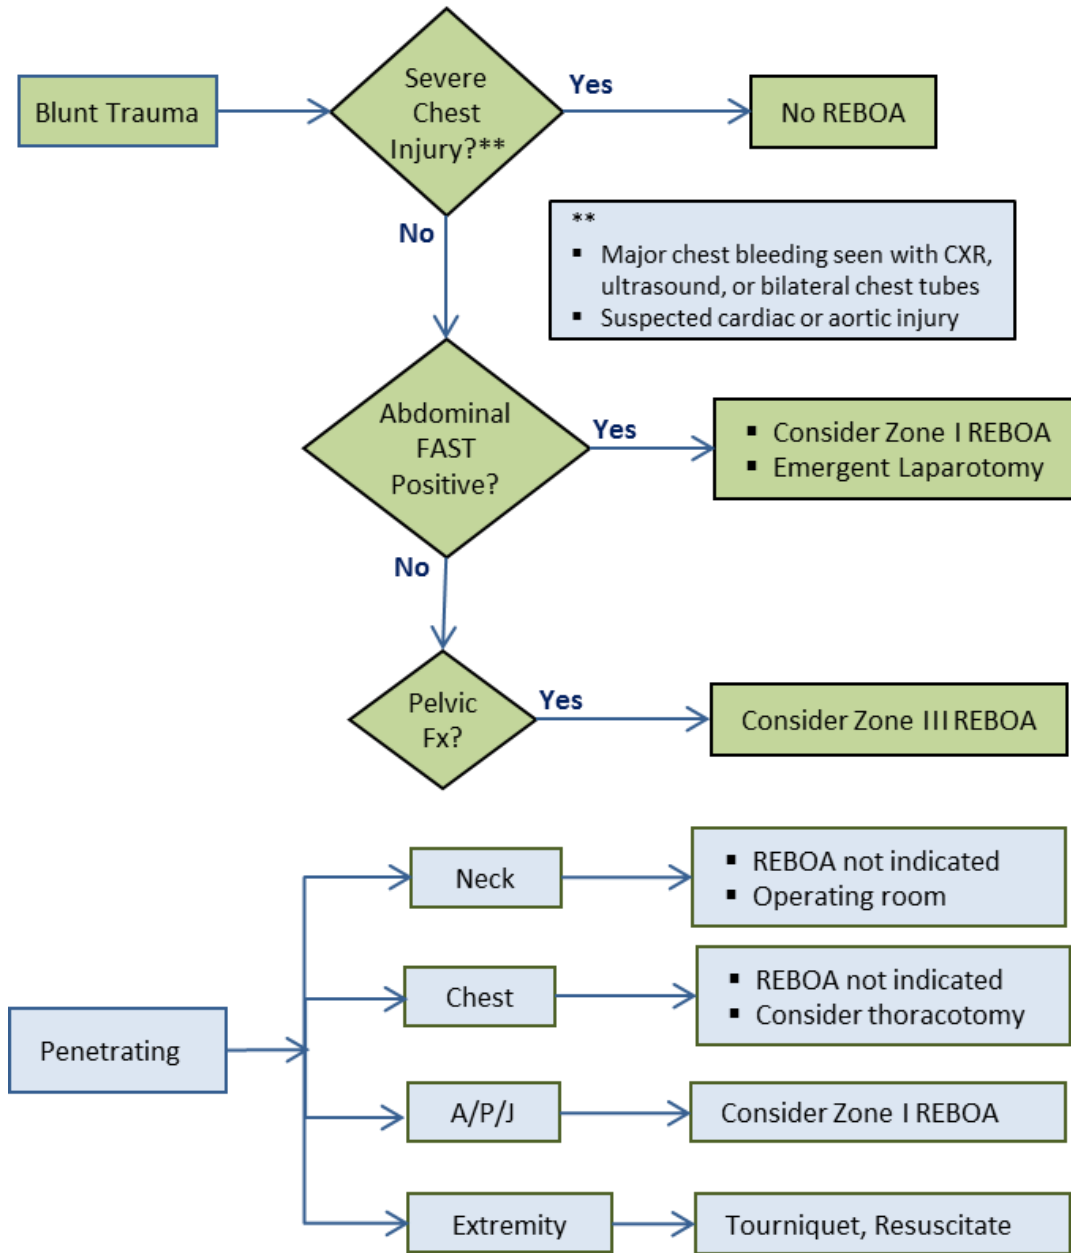 Blunt Trauma
Severe
Chest
Injury?**
Yes
No REBOA
No
**
▪ Major chest bleeding seen with CXR,
ultrasound, or bilateral chest tubes
▪ Suspected cardiac or aortic injury
Abdominal
FAST
Positive?
Yes
▪ Consider Zone I REBOA
▪ Emergent Laparotomy
No
Pelvic
Fx?
Yes
Consider Zone III REBOA
Penetrating
Neck
▪ REBOA not indicated
▪ Operating room
Chest
▪ REBOA not indicated
▪ Consider thoracotomy
A/P/J
Consider Zone I REBOA
Extremity
Tourniquet, Resuscitate